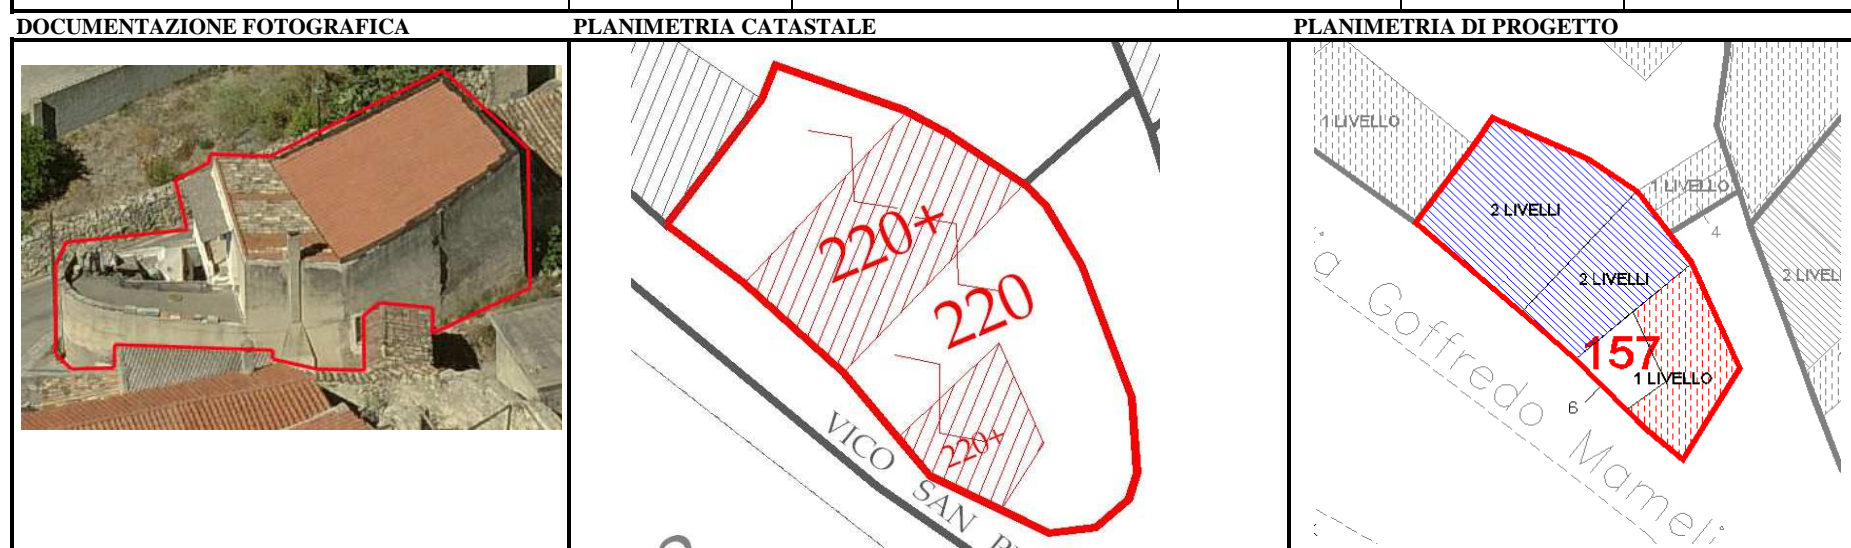 DOCUMENTAZIONE FOTOGRAFICA
PLANIMETRIA CATASTALE
PLANIMETRIA DI PROGETTO
220+
220
220+
VICO SAN
1 LIVELLO
2 LIVELLI
1 LIVELLO
4
2 LIVELLI
2 LIVEL
157
1 LIVELLO
6
Goffredo Mameli